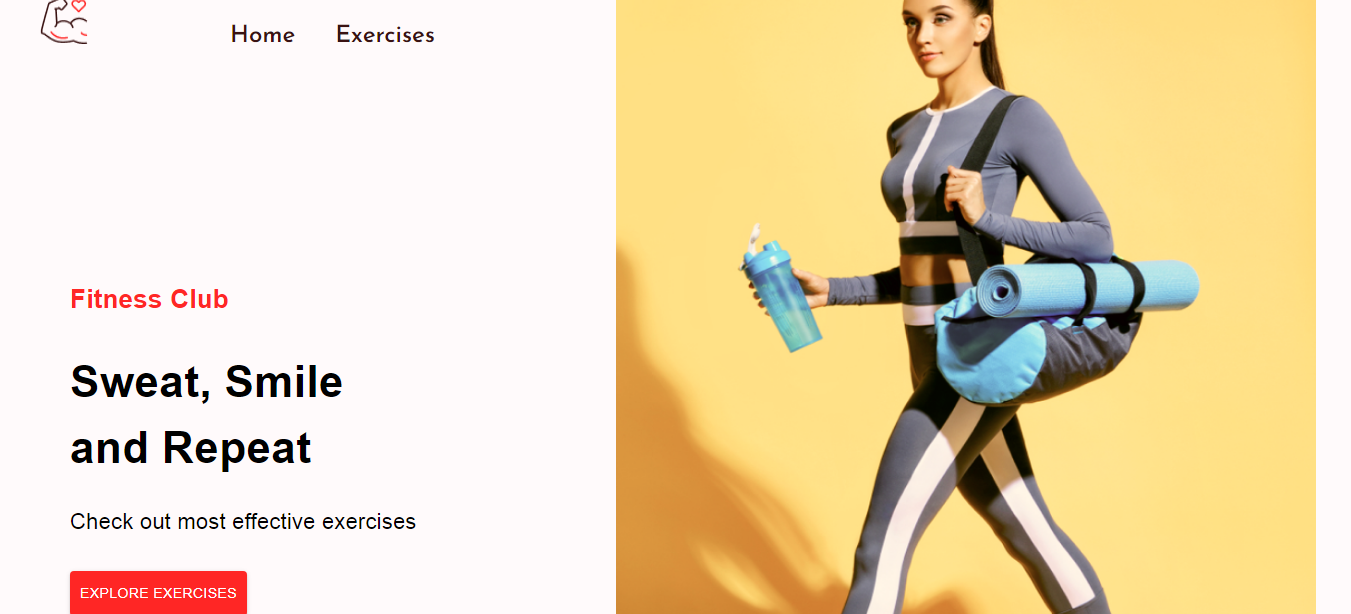 Home Exercises
Fitness Club
Sweat, Smile
and Repeat
Check out most effective exercises
EXPLORE EXERCISES